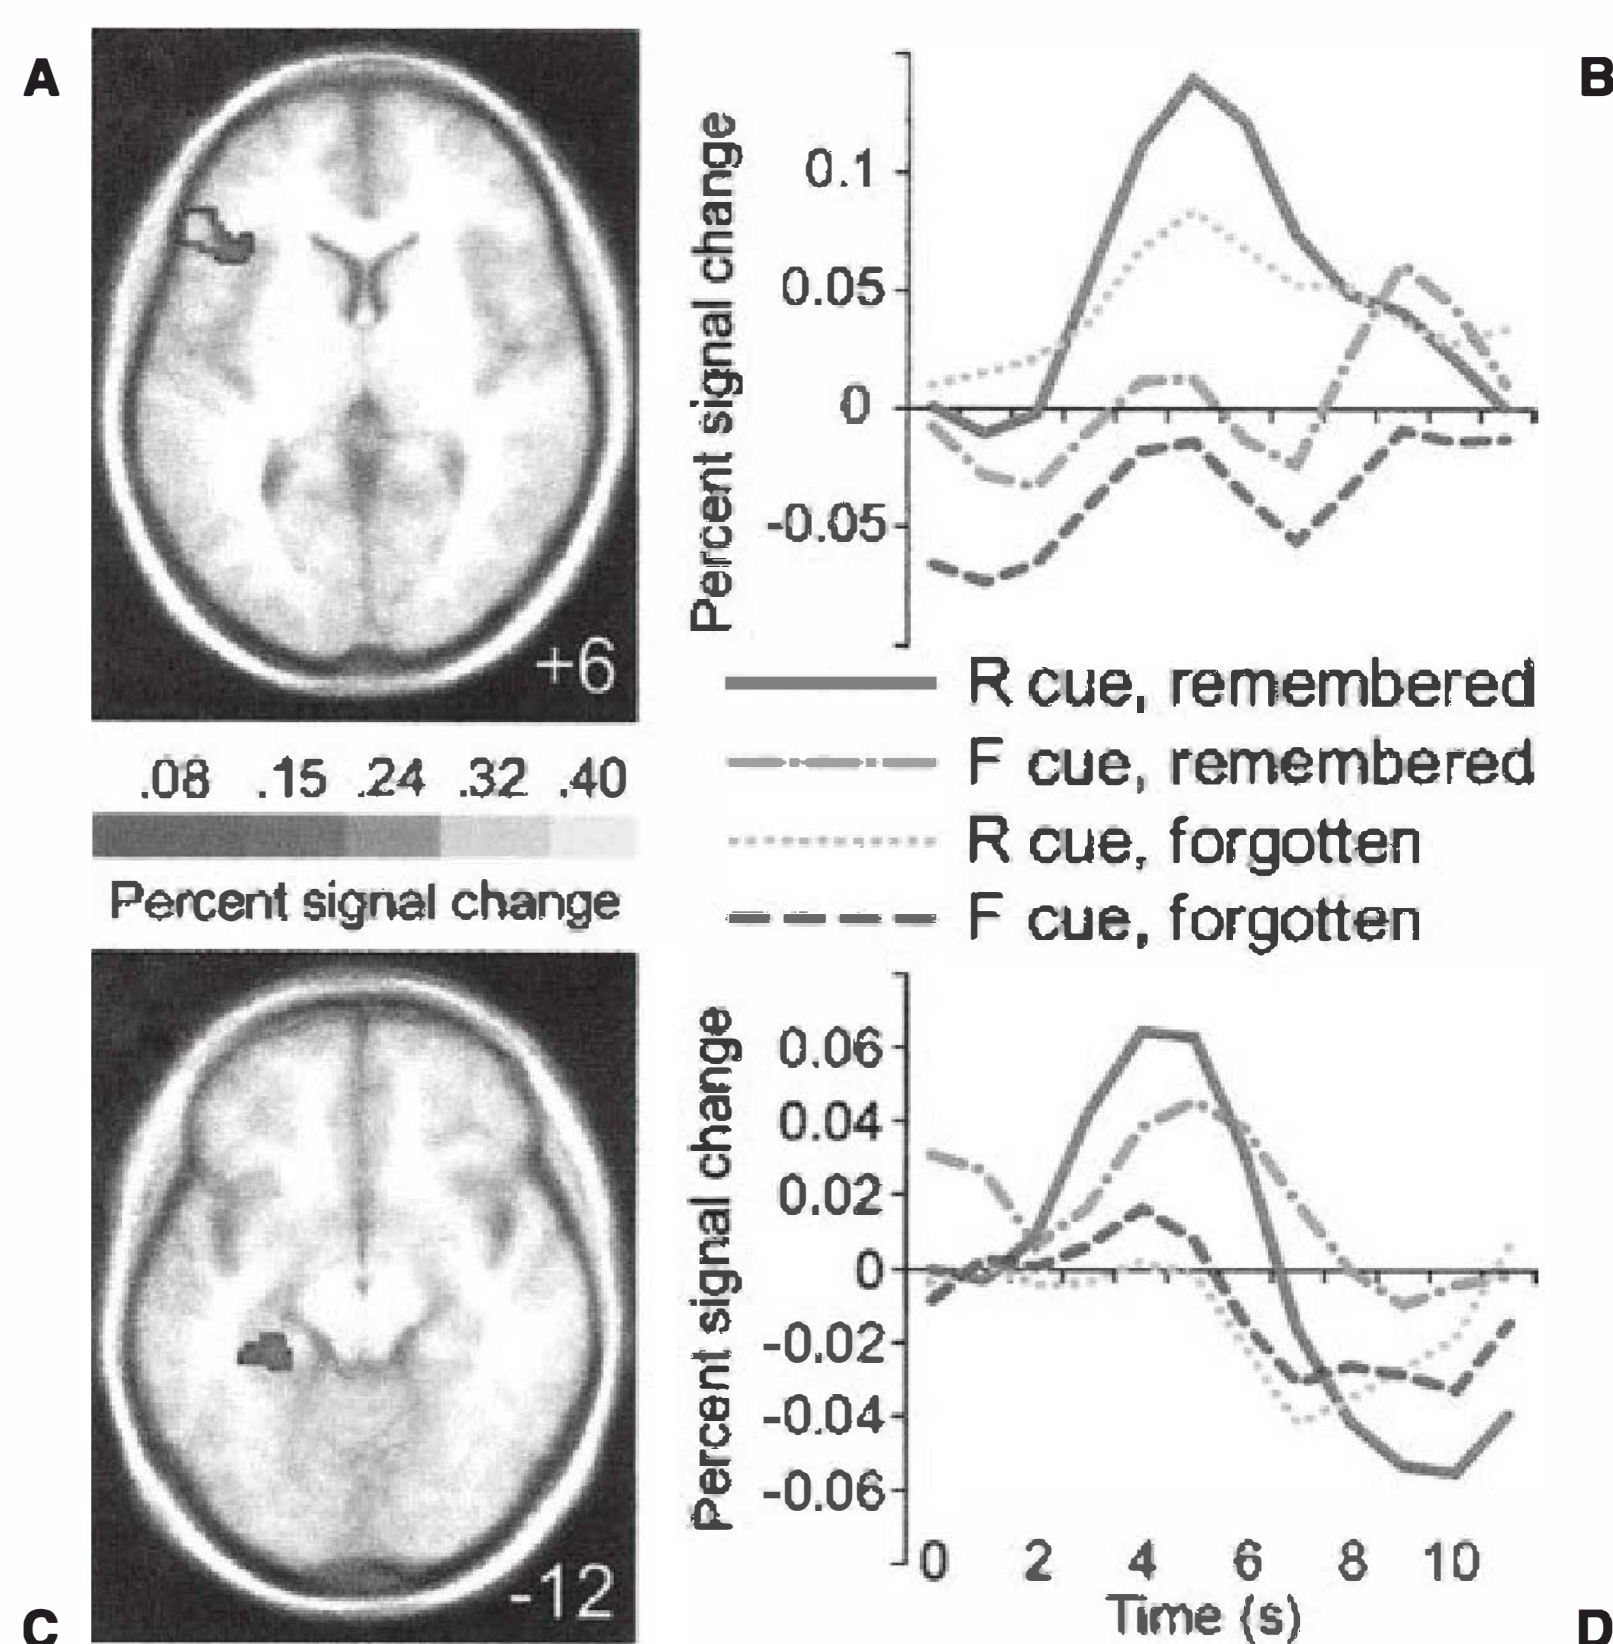 A
B
+6
Percent signal change
0.1
0.05
0
-0.05
.08 .15 .24 .32 .40
Percent signal change
R cue, remembered
F cue, remembered
R cue, forgotten
F cue, forgotten
-12
Percent signal change
0.06
0.04
0.02
0
-0.02
-0.04
-0.06
0 2 4 6 8 10
Time (s)
C
D